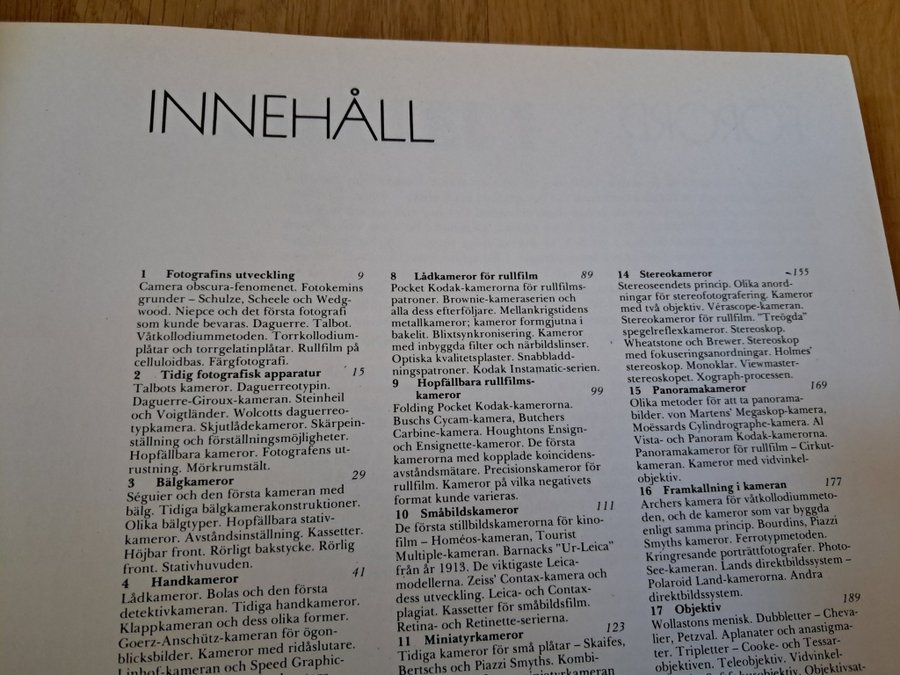 INNEHÅLL
1 Fotografins utveckling 9
Camera obscura-fenomenet. Fotokemins
grunder – Schulze, Scheele och Wedg-
wood. Niepce och det första fotografi
som kunde bevaras. Daguerre. Talbot.
Våtkollodiummetoden. Torrkollodium-
plåtar och torrgelatinplåtar. Rullfilm på
celluloidbas. Färgfotografi.
2 Tidig fotografisk apparatur 15
Talbots kameror. Daguerreotypin.
Daguerre-Giroux-kameran. Steinheil
och Voigtländer. Wolcotts daguerreo-
typkamera. Skjutlådekameror. Skärpein-
ställning och förställningsmöjligheter.
Hopfällbara kameror. Fotografens ut-
rustning. Mörkrumstält.
3 Bälgkameror 29
Séguier och den första kameran med
bälg. Tidiga bälgkamerakonstruktioner.
Olika bälgtyper. Hopfällbara stativ-
kameror. Avståndsinställning. Kassetter.
Höjbar front. Rörligt bakstycke. Rörlig
front. Stativhuvuden.
4 Handkameror 41
Lådkameror. Bolas och den första
detektivkameran. Tidiga handkameror.
Klappkameran och dess olika former.
Goerz-Anschütz-kameran för ögon-
blicksbilder. Kameror med ridåslutare.
Linhof-kameran och Speed Graphic-
8 Lådkameror för rullfilm 89
Pocket Kodak-kamerorna för rullfilms-
patroner. Brownie-kameraserien och
alla dess efterföljare. Mellankrigstidens
metallkameror; kameror formgjutna i
bakelit. Blixtsynkronisering. Kameror
med inbyggda filter och närbildslinser.
Optiska kvalitetsplaster. Snabbladd-
ningspatroner. Kodak Instamatic-serien.
9 Hopfällbara rullfilms-
kameror 99
Folding Pocket Kodak-kamerorna.
Buschs Cycam-kamera, Butchers
Carbine-kamera. Houghtons Ensign-
och Ensignette-kameror. De första
kamerorna med kopplade koincidens-
avståndsmätare. Precisionskameror för
rullfilm. Kameror på vilka negativets
format kunde varieras.
10 Småbildskameror 111
De första stillbildskamerorna för kino-
film – Homéos-kameran, Tourist
Multiple-kameran. Barnacks "Ur-Leica"
från år 1913. De viktigaste Leica-
modellerna. Zeiss' Contax-kamera och
dess utveckling. Leica- och Contax-
plagiat. Kassetter för småbildsfilm.
Retina- och Retinette-serierna.
11 Miniatyrkameror 123
Tidiga kameror för små plåtar – Skaifes,
Bertschs och Piazzi Smyths. Kombi-
14 Stereokameror 155
Stereoseendets princip. Olika anord-
ningar för stereofotografering. Kameror
med två objektiv. Vérascope-kameran.
Stereokameror för rullfilm. "Treögda"
spegelreflexkameror. Stereoskop.
Wheatstone och Brewer. Stereoskop
med fokuseringsanordningar. Holmes'
stereoskop. Monoklar. Viewmaster-
stereoskopet. Xograph-processen.
15 Panoramakameror 169
Olika metoder för att ta panorama-
bilder. von Martens' Megaskop-kamera,
Moëssards Cylindrographe-kamera. Al
Vista- och Panoram Kodak-kamerorna.
Panoramakameror för rullfilm – Cirkut-
kameran. Kameror med vidvinkel-
objektiv.
16 Framkallning i kameran 177
Archers kamera för våtkollodiummeto-
den, och de kameror som var byggda
enligt samma princip. Bourdins, Piazzi
Smyths kameror. Ferrotypmetoden.
Kringresande porträttfotografer. Photo-
See-kameran. Lands direktbildssystem –
Polaroid Land-kamerorna. Andra
direktbildssystem.
17 Objektiv 189
Wollastons menisk. Dubbletter – Cheva-
lier, Petzval. Aplanater och anastigma-
ter. Tripletter – Cooke- och Tessar-
objektiven. Teleobjektiv. Vidvinkel-